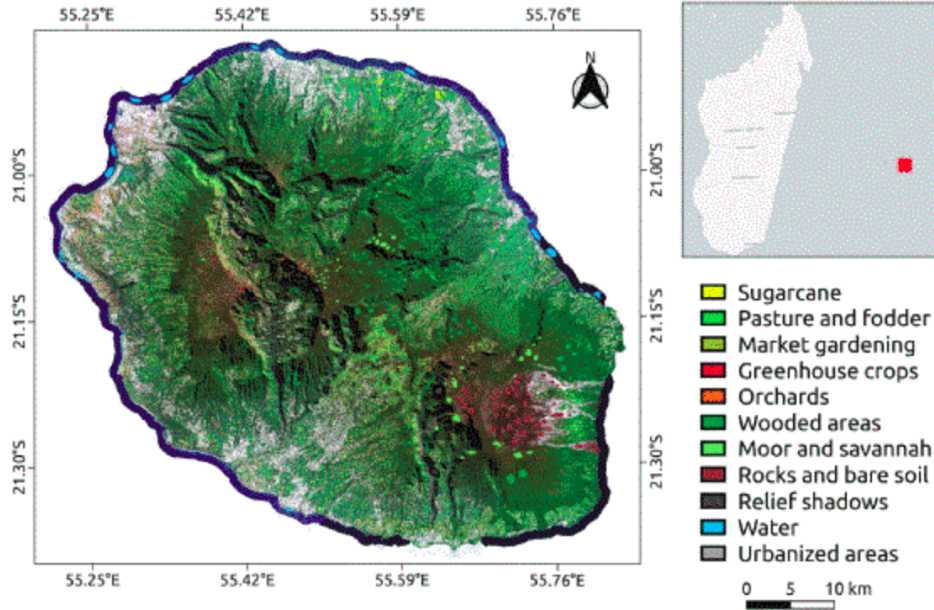 55.25°E 55.42°E 55.59°E 55.76°E
N
21.00°S 21.00°S
21.15°S 21.15°S
21.30°S 21.30°S
55.25°E 55.42°E 55.59°E 55.76°E
Sugarcane
Pasture and fodder
Market gardening
Greenhouse crops
Orchards
Wooded areas
Moor and savannah
Rocks and bare soil
Relief shadows
Water
Urbanized areas
0 5 10 km